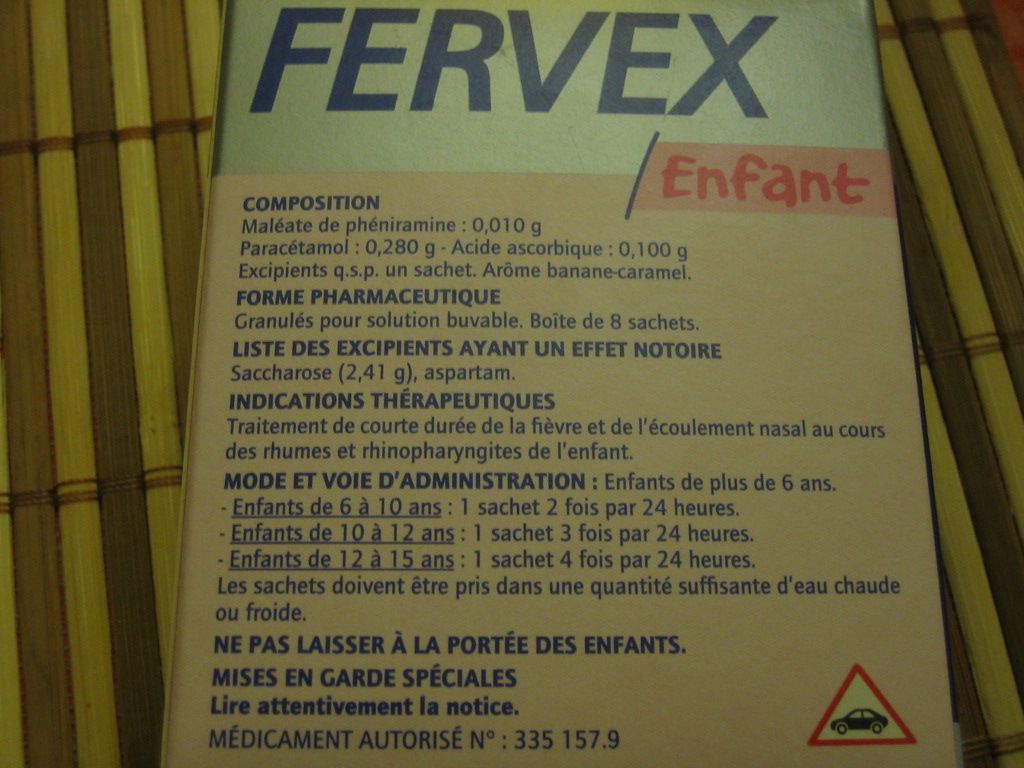 FERVEX
Enfant
COMPOSITION
Maléate de phéniramine : 0,010 g
Paracétamol : 0,280 g - Acide ascorbique : 0,100 g
Excipients q.s.p. un sachet. Arôme banane-caramel.
FORME PHARMACEUTIQUE
Granulés pour solution buvable. Boîte de 8 sachets.
LISTE DES EXCIPIENTS AYANT UN EFFET NOTOIRE
Saccharose (2,41 g), aspartam.
INDICATIONS THÉRAPEUTIQUES
Traitement de courte durée de la fièvre et de l'écoulement nasal au cours
des rhumes et rhinopharyngites de l'enfant.
MODE ET VOIE D'ADMINISTRATION : Enfants de plus de 6 ans.
- Enfants de 6 à 10 ans : 1 sachet 2 fois par 24 heures.
- Enfants de 10 à 12 ans : 1 sachet 3 fois par 24 heures.
- Enfants de 12 à 15 ans : 1 sachet 4 fois par 24 heures.
Les sachets doivent être pris dans une quantité suffisante d'eau chaude
ou froide.
NE PAS LAISSER À LA PORTÉE DES ENFANTS.
MISES EN GARDE SPÉCIALES
Lire attentivement la notice.
MÉDICAMENT AUTORISÉ N° : 335 157.9